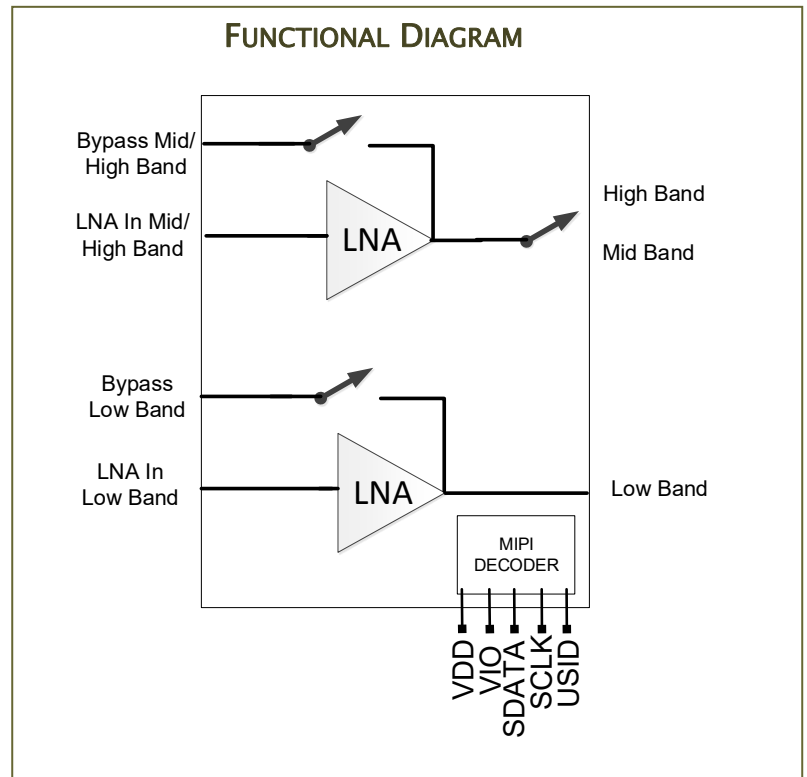 FUNCTIONAL DIAGRAM
Bypass Mid/
High Band
LNA In Mid/
High Band
LNA
High Band
Mid Band
Bypass
Low Band
LNA In
Low Band
LNA
Low Band
MIPI
DECODER
VDD
VIO
SDATA
SCLK
USID